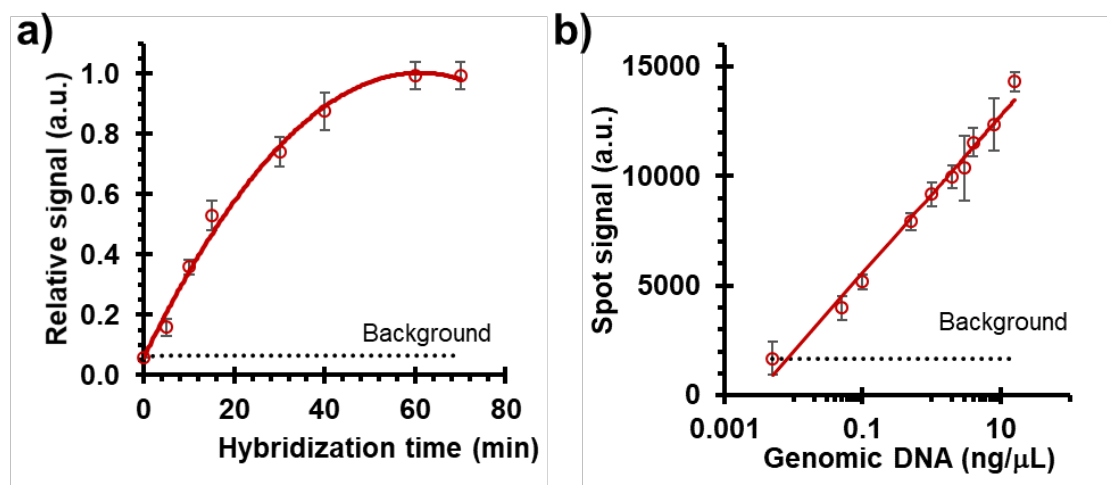 a)
Relative signal (a.u.)
1.0
0.8
0.6
0.4
0.2
0.0
Background
0
20
40
60
80
Hybridization time (min)
b)
Spot signal (a.u.)
15000
10000
5000
0
Background
0.001
0.1
10
Genomic DNA (ng/µL)